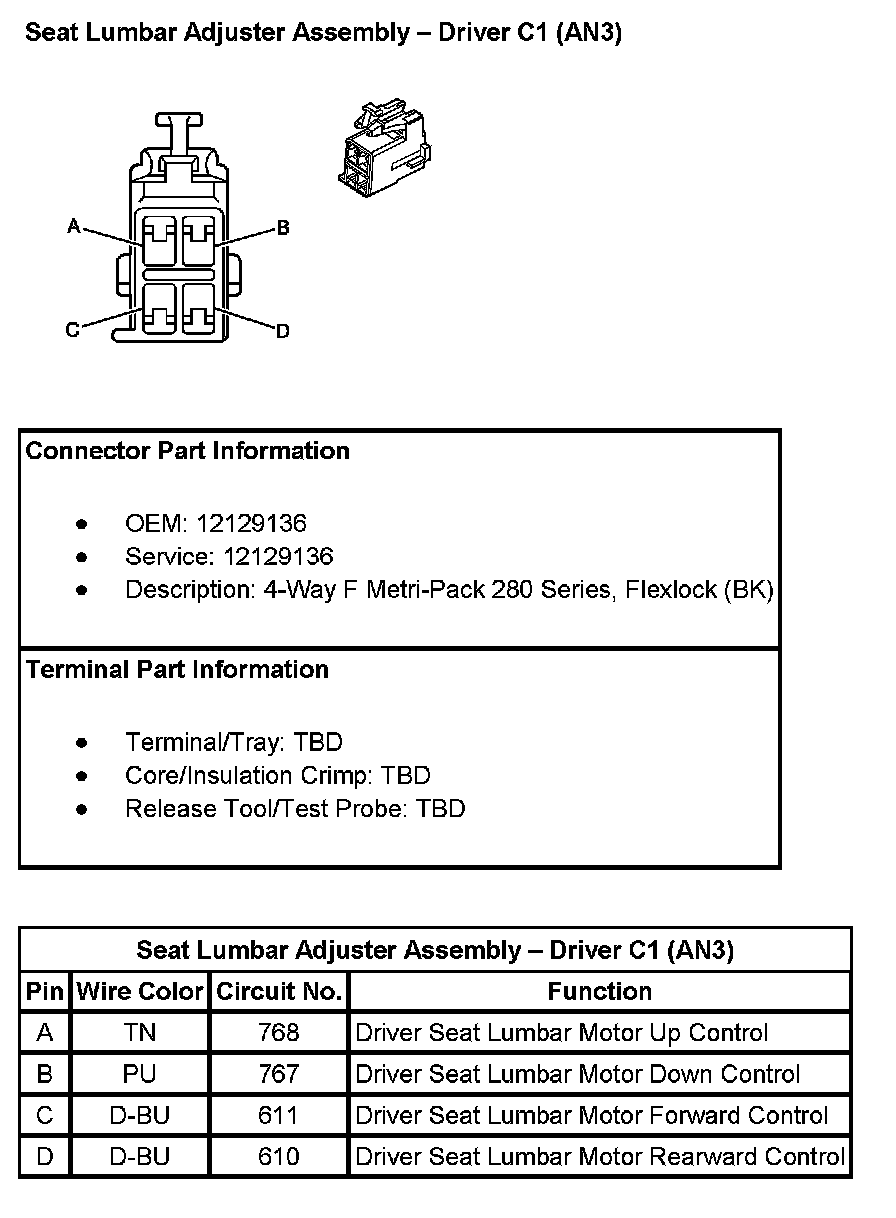 Seat Lumbar Adjuster Assembly – Driver C1 (AN3)
A
B
C
D
Connector Part Information
● OEM: 12129136
● Service: 12129136
● Description: 4-Way F Metri-Pack 280 Series, Flexlock (BK)
Terminal Part Information
● Terminal/Tray: TBD
● Core/Insulation Crimp: TBD
● Release Tool/Test Probe: TBD
Seat Lumbar Adjuster Assembly – Driver C1 (AN3)
Pin Wire Color Circuit No. Function
A TN 768 Driver Seat Lumbar Motor Up Control
B PU 767 Driver Seat Lumbar Motor Down Control
C D-BU 611 Driver Seat Lumbar Motor Forward Control
D D-BU 610 Driver Seat Lumbar Motor Rearward Control